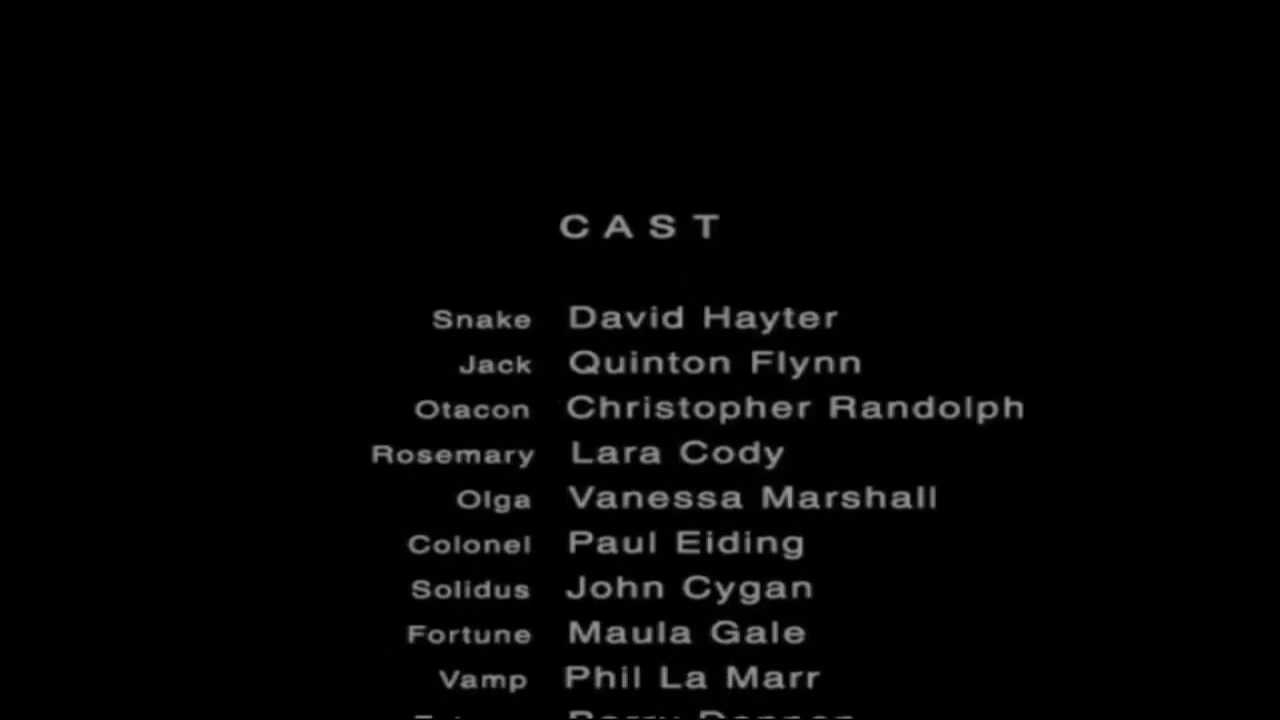 CAST
Snake David Hayter
Jack Quinton Flynn
Otacon Christopher Randolph
Rosemary Lara Cody
Olga Vanessa Marshall
Colonel Paul Eiding
Solidus John Cygan
Fortune Maula Gale
Vamp Phil La Marr